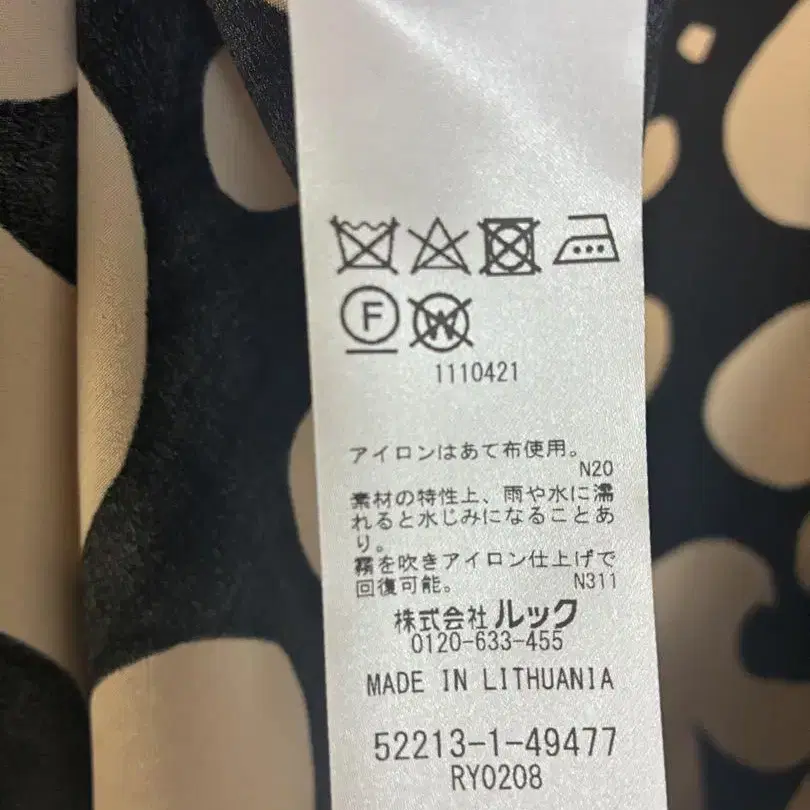 F W
1110421
アイロンはあて布使用。
N20
素材の特性上、雨や水に濡
れると水じみになることあ
り。
霧を吹きアイロン仕上げで
回復可能。 N311
株式会社ルック
0120-633-455
MADE IN LITHUANIA
52213-1-49477
RY0208